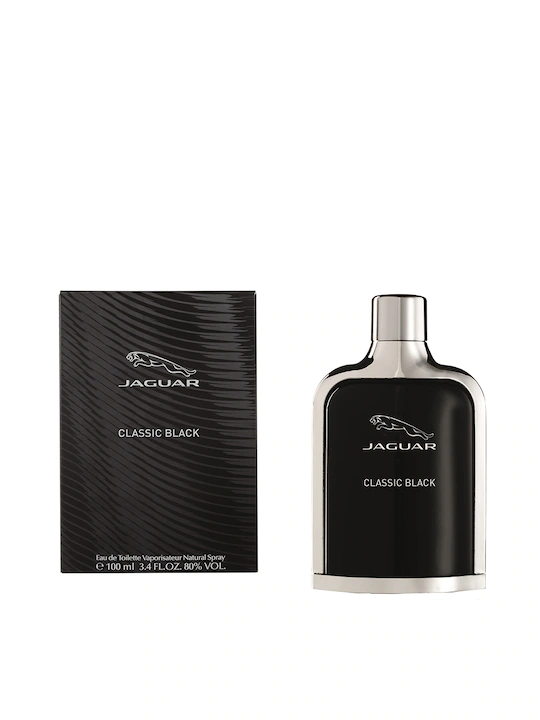 JAGUAR
CLASSIC BLACK
Eau de Toilette Vaporisateur Natural Spray
℮ 100 ml 3.4 FL.OZ. 80% VOL.
JAGUAR
CLASSIC BLACK